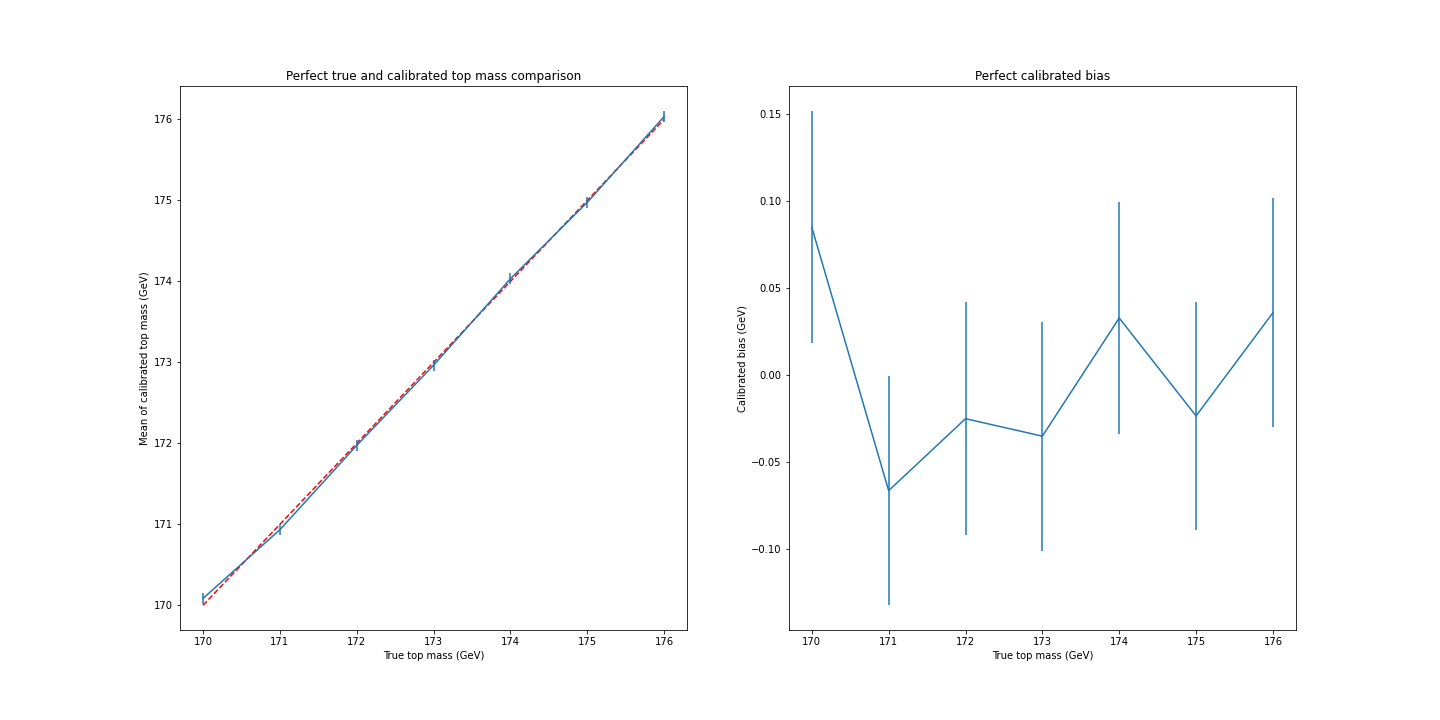 Perfect true and calibrated top mass comparison
Mean of calibrated top mass (GeV)
176
175
174
173
172
171
170
170 171 172 173 174 175 176
True top mass (GeV)
Perfect calibrated bias
Calibrated bias (GeV)
0.15
0.10
0.05
0.00
−0.05
−0.10
170 171 172 173 174 175 176
True top mass (GeV)